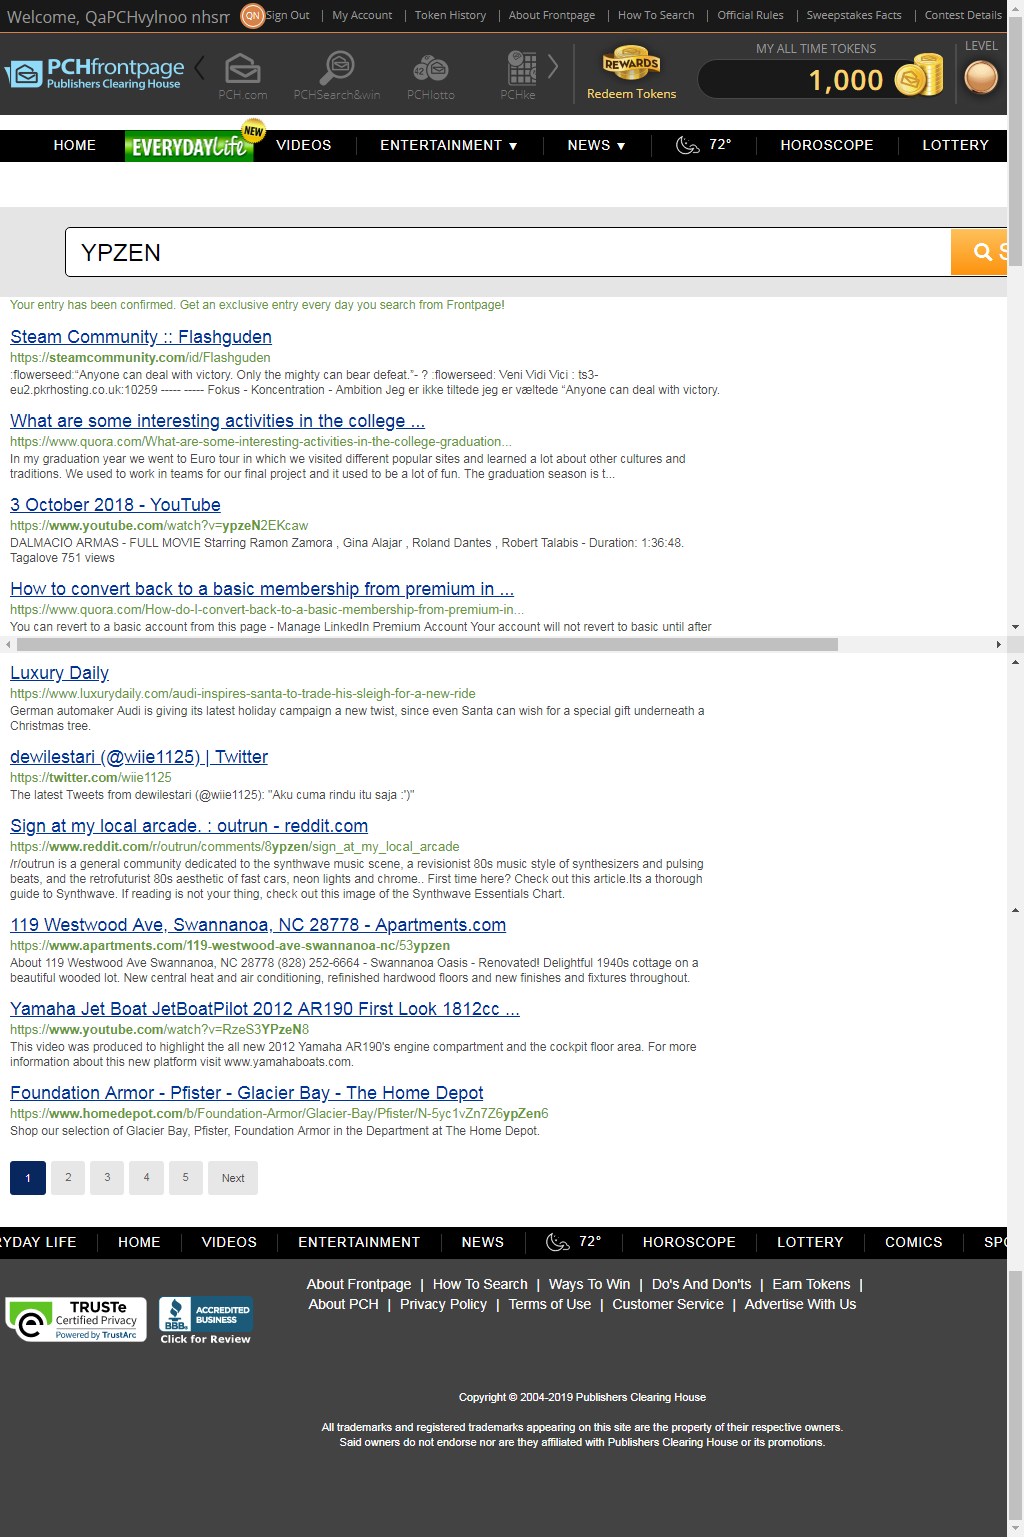 Welcome, QaPCHvylnoo nhsm
QN
Sign Out | My Account | Token History | About Frontpage | How To Search | Official Rules | Sweepstakes Facts | Contest Details
PCHfrontpage
Publishers Clearing House
PCH.com
PCHSearch&win
42
PCHlotto
PCHke
REWARDS
Redeem Tokens
MY ALL TIME TOKENS
1,000
LEVEL
HOME
EVERYDAY Life
NEW
VIDEOS
ENTERTAINMENT ▼
NEWS ▼
72°
HOROSCOPE
LOTTERY
YPZEN
S
Your entry has been confirmed. Get an exclusive entry every day you search from Frontpage!
Steam Community :: Flashguden
https://steamcommunity.com/id/Flashguden
:flowerseed:“Anyone can deal with victory. Only the mighty can bear defeat.”- ? :flowerseed: Veni Vidi Vici : ts3-
eu2.pkrhosting.co.uk:10259 ----- ----- Fokus - Koncentration - Ambition Jeg er ikke tiltede jeg er væltede “Anyone can deal with victory.
What are some interesting activities in the college ...
https://www.quora.com/What-are-some-interesting-activities-in-the-college-graduation...
In my graduation year we went to Euro tour in which we visited different popular sites and learned a lot about other cultures and
traditions. We used to work in teams for our final project and it used to be a lot of fun. The graduation season is t...
3 October 2018 - YouTube
https://www.youtube.com/watch?v=ypzeN2EKcaw
DALMACIO ARMAS - FULL MOVIE Starring Ramon Zamora , Gina Alajar , Roland Dantes , Robert Talabis - Duration: 1:36:48.
Tagalove 751 views
How to convert back to a basic membership from premium in ...
https://www.quora.com/How-do-I-convert-back-to-a-basic-membership-from-premium-in...
You can revert to a basic account from this page - Manage LinkedIn Premium Account Your account will not revert to basic until after
Luxury Daily
https://www.luxurydaily.com/audi-inspires-santa-to-trade-his-sleigh-for-a-new-ride
German automaker Audi is giving its latest holiday campaign a new twist, since even Santa can wish for a special gift underneath a
Christmas tree.
dewilestari (@wiie1125) | Twitter
https://twitter.com/wiie1125
The latest Tweets from dewilestari (@wiie1125): "Aku cuma rindu itu saja :')"
Sign at my local arcade. : outrun - reddit.com
https://www.reddit.com/r/outrun/comments/8ypzen/sign_at_my_local_arcade
/r/outrun is a general community dedicated to the synthwave music scene, a revisionist 80s music style of synthesizers and pulsing
beats, and the retrofuturist 80s aesthetic of fast cars, neon lights and chrome.. First time here? Check out this article.Its a thorough
guide to Synthwave. If reading is not your thing, check out this image of the Synthwave Essentials Chart.
119 Westwood Ave, Swannanoa, NC 28778 - Apartments.com
https://www.apartments.com/119-westwood-ave-swannanoa-nc/53ypzen
About 119 Westwood Ave Swannanoa, NC 28778 (828) 252-6664 - Swannanoa Oasis - Renovated! Delightful 1940s cottage on a
beautiful wooded lot. New central heat and air conditioning, refinished hardwood floors and new finishes and fixtures throughout.
Yamaha Jet Boat JetBoatPilot 2012 AR190 First Look 1812cc ...
https://www.youtube.com/watch?v=RzeS3YPzeN8
This video was produced to highlight the all new 2012 Yamaha AR190's engine compartment and the cockpit floor area. For more
information about this new platform visit www.yamahaboats.com.
Foundation Armor - Pfister - Glacier Bay - The Home Depot
https://www.homedepot.com/b/Foundation-Armor/Glacier-Bay/Pfister/N-5yc1vZn7Z6ypZen6
Shop our selection of Glacier Bay, Pfister, Foundation Armor in the Department at The Home Depot.
1 2 3 4 5 Next
RYDAY LIFE | HOME | VIDEOS | ENTERTAINMENT | NEWS | 72° | HOROSCOPE | LOTTERY | COMICS | SPO
About Frontpage | How To Search | Ways To Win | Do's And Don'ts | Earn Tokens |
About PCH | Privacy Policy | Terms of Use | Customer Service | Advertise With Us
TRUSTe
Certified Privacy
Powered by TrustArc
BBB
ACCREDITED
BUSINESS
Click for Review
Copyright © 2004-2019 Publishers Clearing House
All trademarks and registered trademarks appearing on this site are the property of their respective owners.
Said owners do not endorse nor are they affiliated with Publishers Clearing House or its promotions.